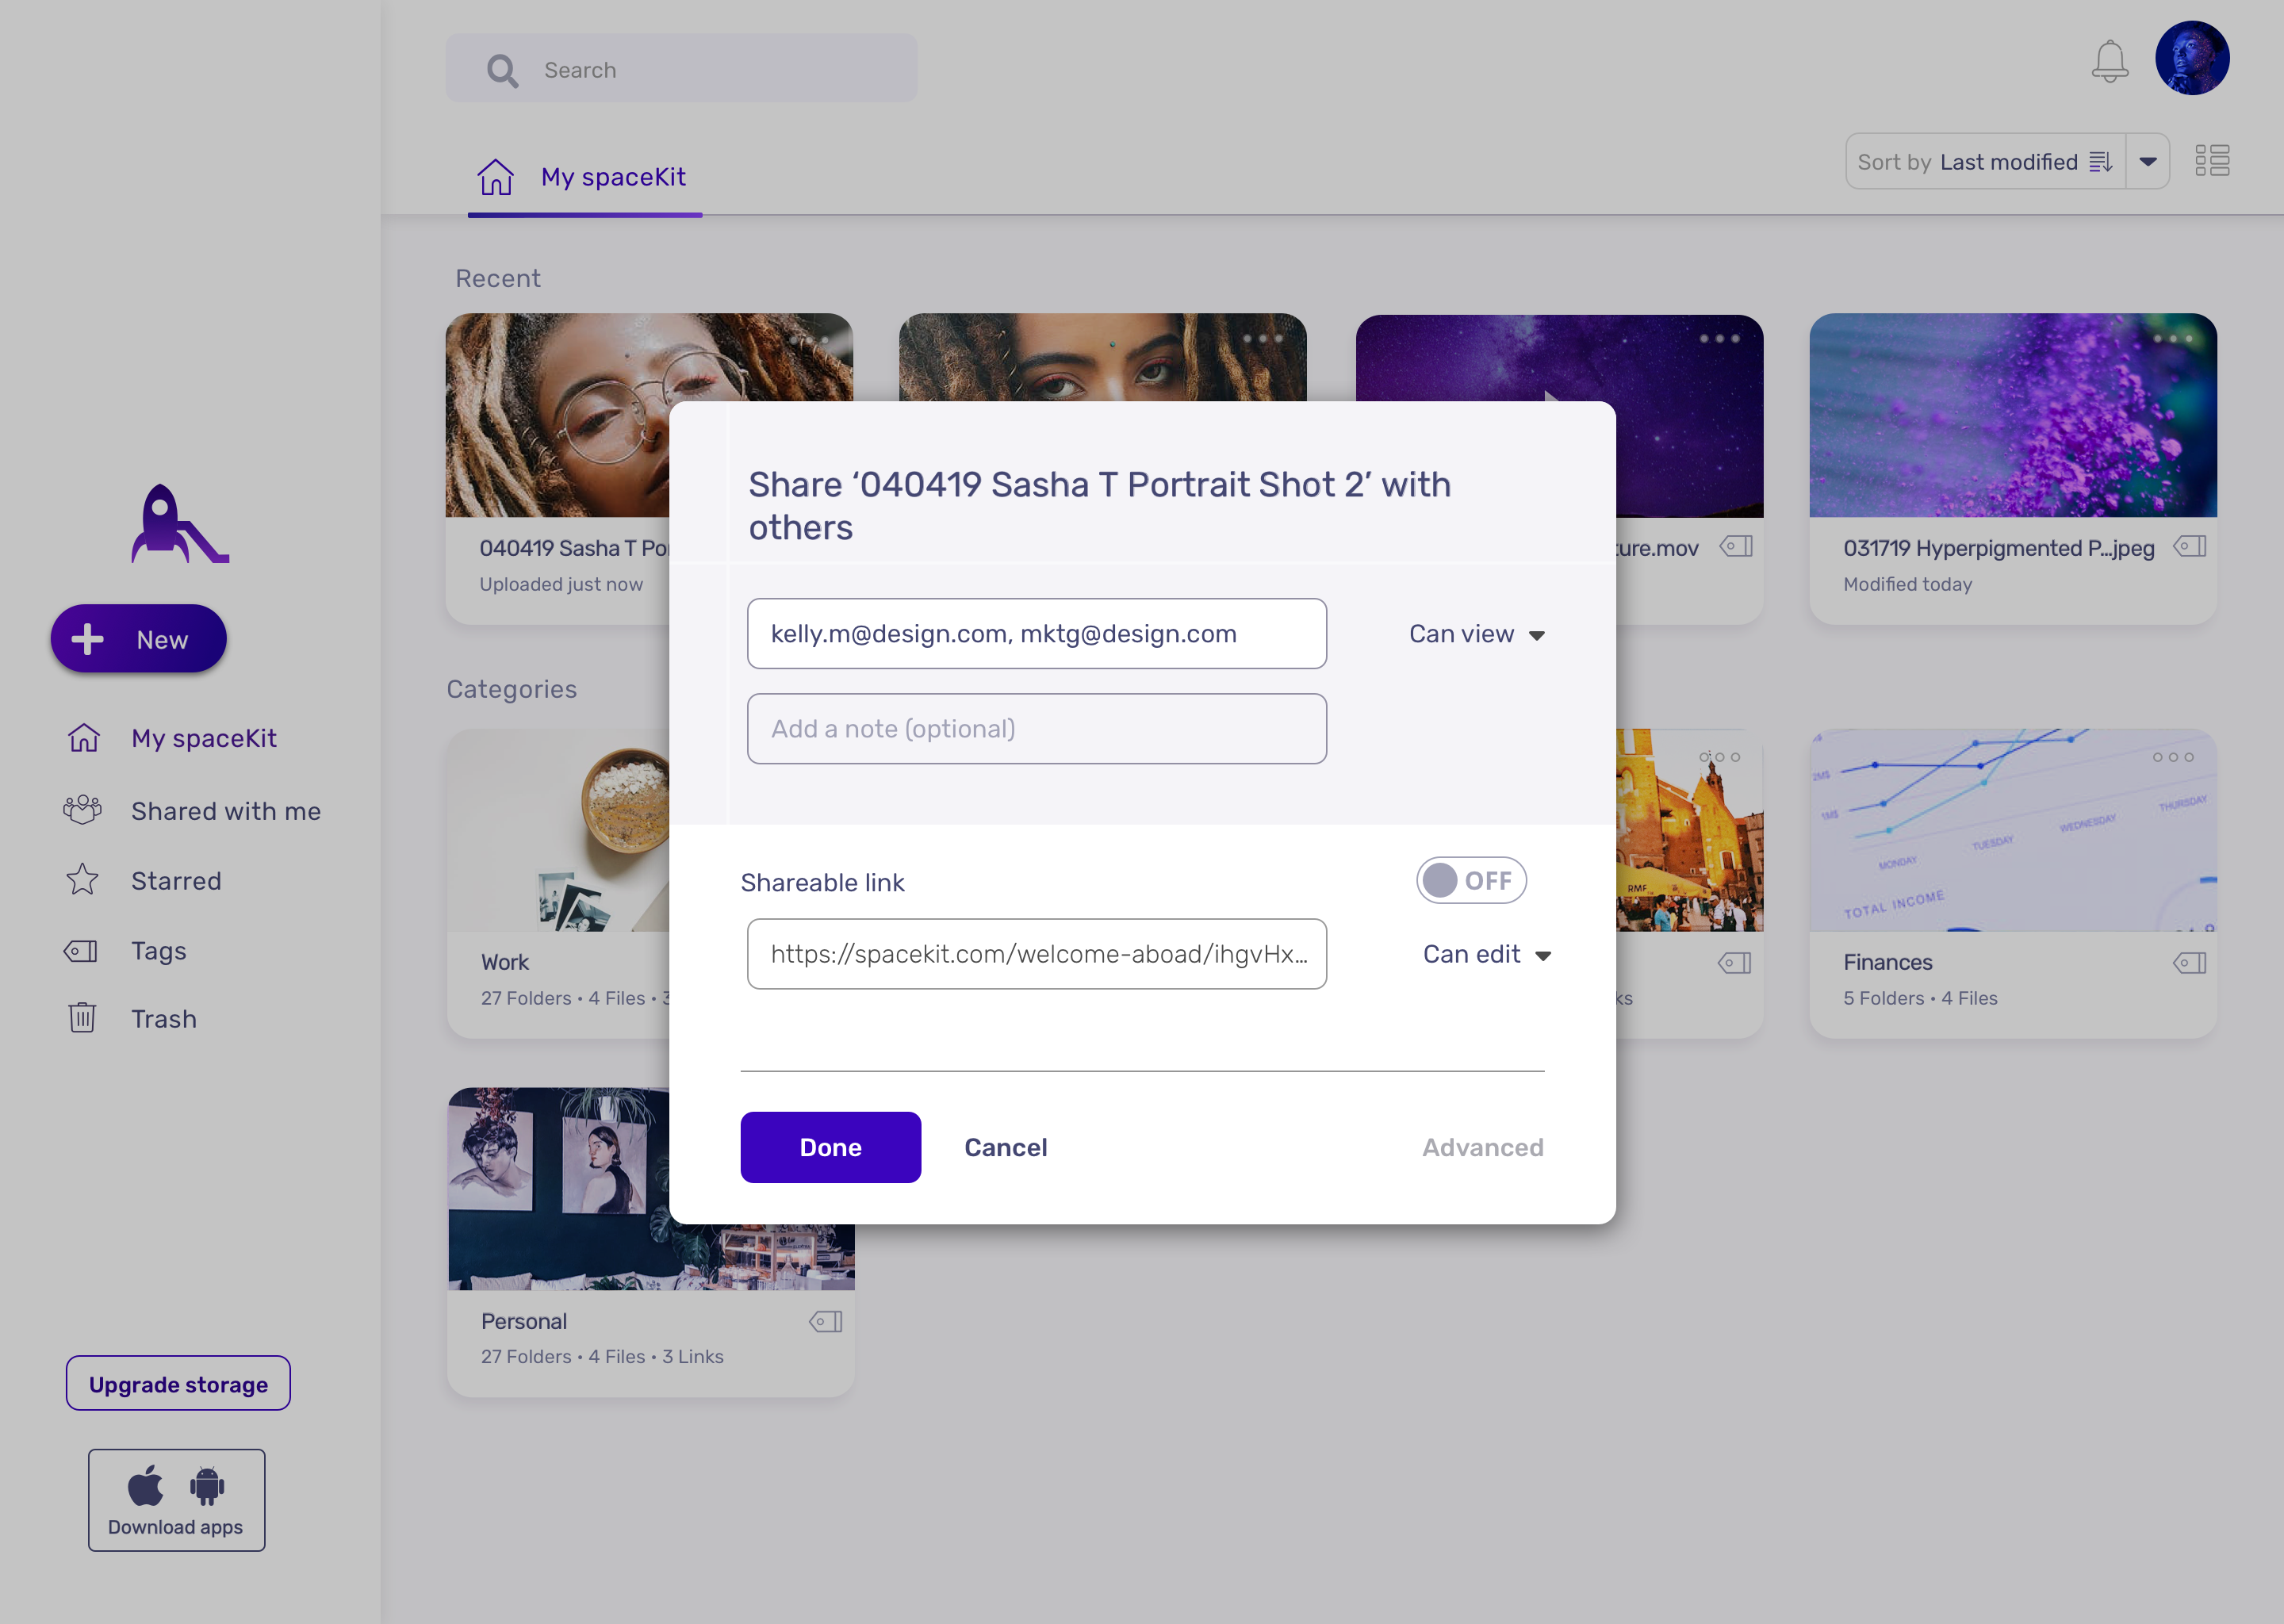 Search
Sort by Last modified
My spaceKit
Recent
040419 Sasha T Po
Uploaded just now
ture.mov
031719 Hyperpigmented P...jpeg
Modified today
Share ‘040419 Sasha T Portrait Shot 2’ with
others
kelly.m@design.com, mktg@design.com
Can view
Add a note (optional)
Shareable link
OFF
https://spacekit.com/welcome-aboad/ihgvHx...
Can edit
Done
Cancel
Advanced
New
My spaceKit
Shared with me
Starred
Tags
Trash
Upgrade storage
Download apps
Categories
Work
27 Folders • 4 Files • 3
RMF
ks
2M$
1M$
MONDAY
TUESDAY
WEDNESDAY
THURSDAY
TOTAL INCOME
Finances
5 Folders • 4 Files
Personal
27 Folders • 4 Files • 3 Links